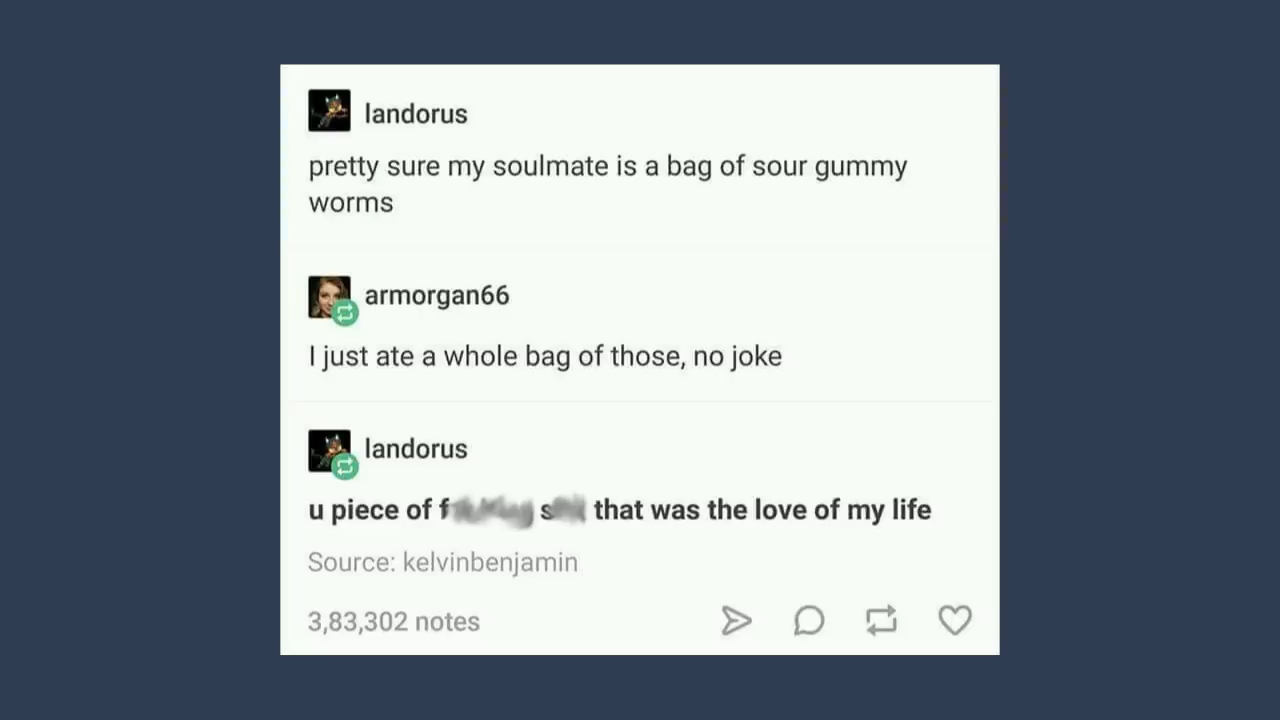 landorus
pretty sure my soulmate is a bag of sour gummy
worms
armorgan66
I just ate a whole bag of those, no joke
landorus
u piece of that was the love of my life
Source: kelvinbenjamin
3,83,302 notes